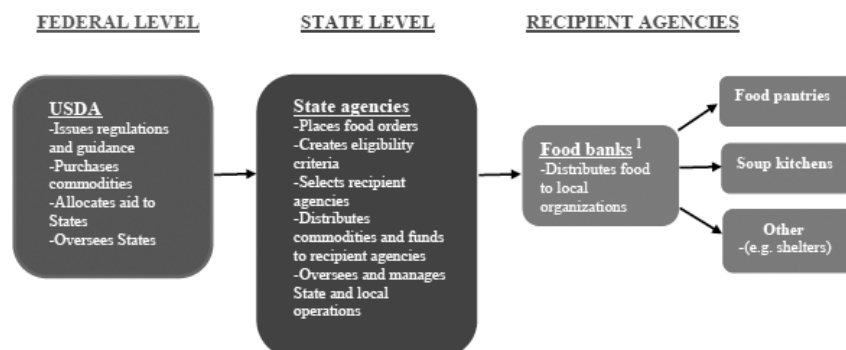 FEDERAL LEVEL
STATE LEVEL
RECIPIENT AGENCIES
USDA
-Issues regulations
and guidance
-Purchases
commodities
-Allocates aid to
States
-Oversees States
State agencies
-Places food orders
-Creates eligibility
criteria
-Selects recipient
agencies
-Distributes
commodities and funds
to recipient agencies
-Oversees and manages
State and local
operations
Food banks 1
-Distributes food
to local
organizations
Food pantries
Soup kitchens
Other
-(e.g. shelters)